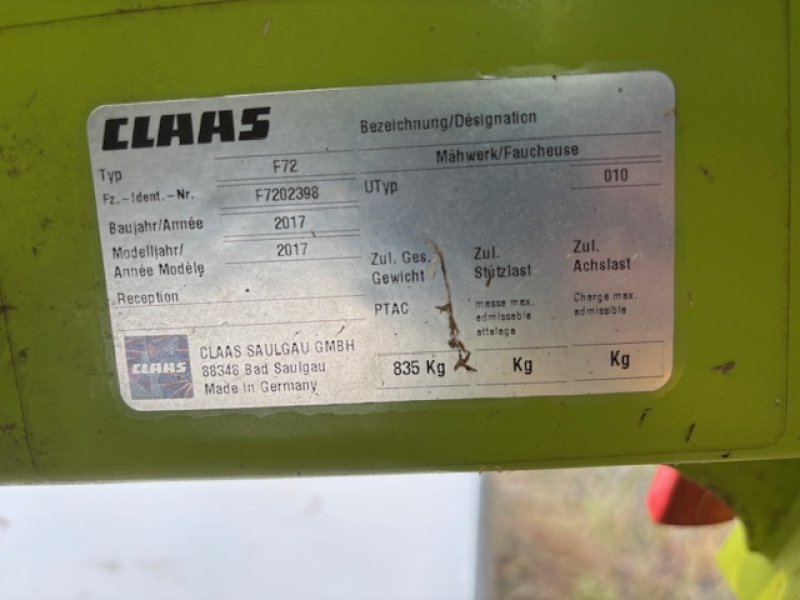 CLAAS
Bezeichnung/Désignation
Mähwerk/Faucheuse
Typ F72
Fz.-Ident.-Nr. F7202398
UTyp 010
Baujahr/Année 2017
Modelljahr/
Année Modèle 2017
Reception
Zul. Ges.
Gewicht
PTAC
835 Kg
Zul.
Stützlast
masse max.
admissable
attelage
Kg
Zul.
Achslast
Charge max.
admissible
Kg
CLAAS
CLAAS SAULGAU GMBH
88348 Bad Saulgau
Made in Germany